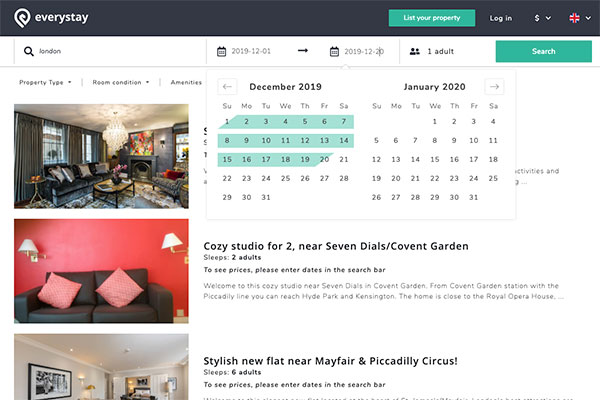 everystay
List your property
Log in
$
london
2019-12-01
2019-12-20
1 adult
Search
Property Type
Room condition
Amenities
December 2019
January 2020
Su Mo Tu We Th Fr Sa
Su Mo Tu We Th Fr Sa
1 2 3 4 5 6 7
1 2 3 4
8 9 10 11 12 13 14
5 6 7 8 9 10 11
15 16 17 18 19 20 21
12 13 14 15 16 17 18
22 23 24 25 26 27 28
19 20 21 22 23 24 25
29 30 31
26 27 28 29 30 31
activities and
...
Cozy studio for 2, near Seven Dials/Covent Garden
Sleeps: 2 adults
To see prices, please enter dates in the search bar
Welcome to this cozy studio near Seven Dials in Covent Garden. From Covent Garden station with the
Piccadilly line you can reach Hyde Park and Kensington. The home is close to the Royal Opera House, ...
Stylish new flat near Mayfair & Piccadilly Circus!
Sleeps: 6 adults
To see prices, please enter dates in the search bar